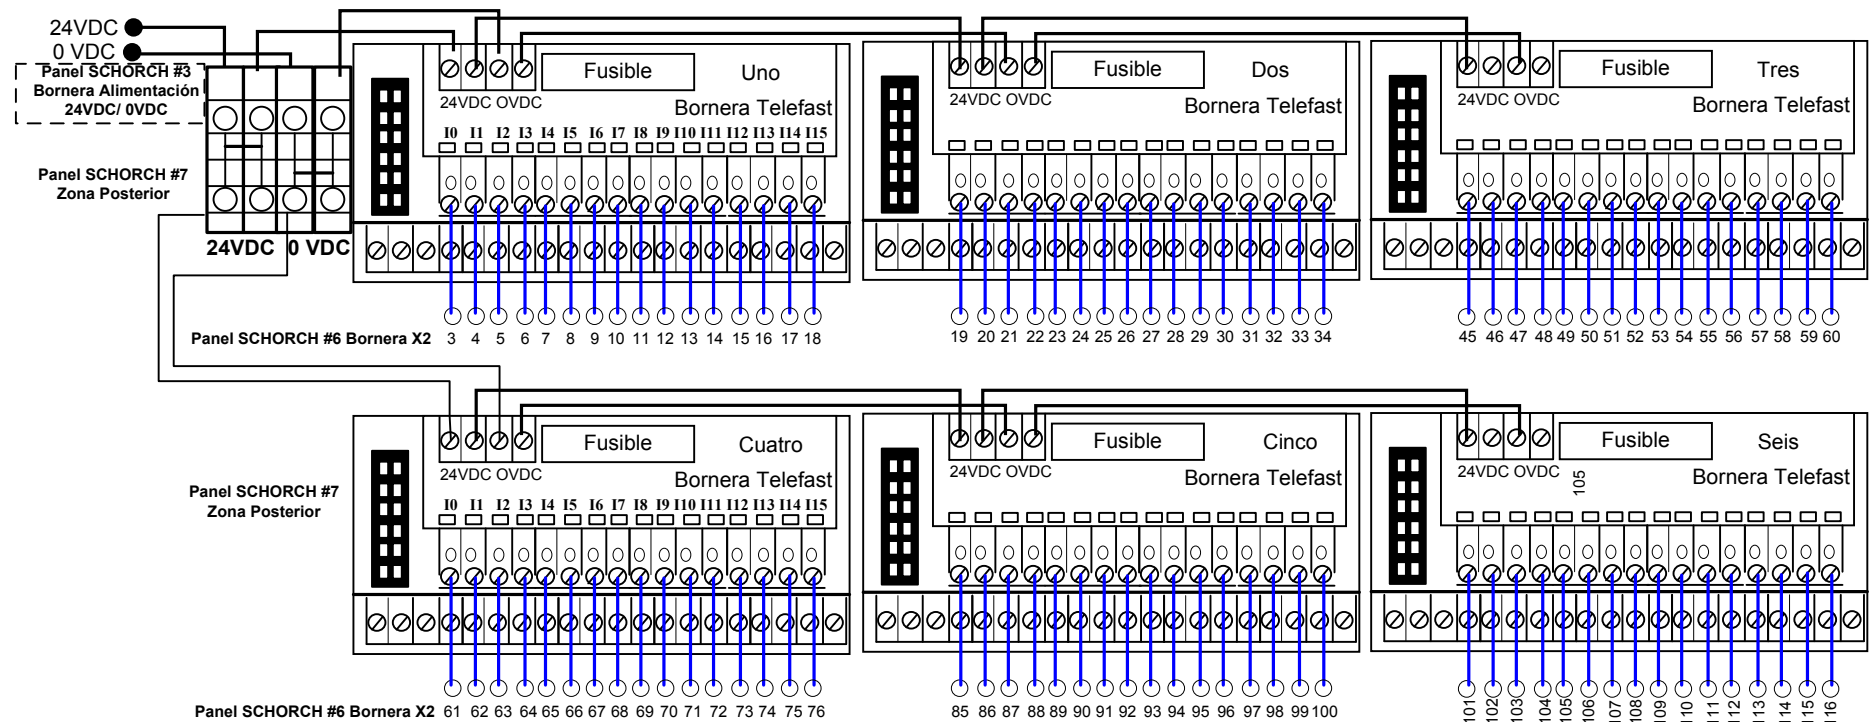 24VDC
0 VDC
Panel SCHORCH #3
Bornera Alimentación
24VDC/ 0VDC
Panel SCHORCH #7
Zona Posterior
24VDC 0 VDC
Fusible Uno
24VDC OVDC
Bornera Telefast
I0 I1 I2 I3 I4 I5 I6 I7 I8 I9 I10 I11 I12 I13 I14 I15
Fusible Dos
24VDC OVDC
Bornera Telefast
Fusible Tres
24VDC OVDC
Bornera Telefast
Panel SCHORCH #6 Bornera X2 3 4 5 6 7 8 9 10 11 12 13 14 15 16 17 18
19 20 21 22 23 24 25 26 27 28 29 30 31 32 33 34
45 46 47 48 49 50 51 52 53 54 55 56 57 58 59 60
Panel SCHORCH #7
Zona Posterior
Fusible Cuatro
24VDC OVDC
Bornera Telefast
I0 I1 I2 I3 I4 I5 I6 I7 I8 I9 I10 I11 I12 I13 I14 I15
Fusible Cinco
24VDC OVDC
Bornera Telefast
Fusible Seis
24VDC OVDC
Bornera Telefast
105
Panel SCHORCH #6 Bornera X2 61 62 63 64 65 66 67 68 69 70 71 72 73 74 75 76
85 86 87 88 89 90 91 92 93 94 95 96 97 98 99 100
101 102 103 104 105 106 107 108 109 110 111 112 113 114 115 116